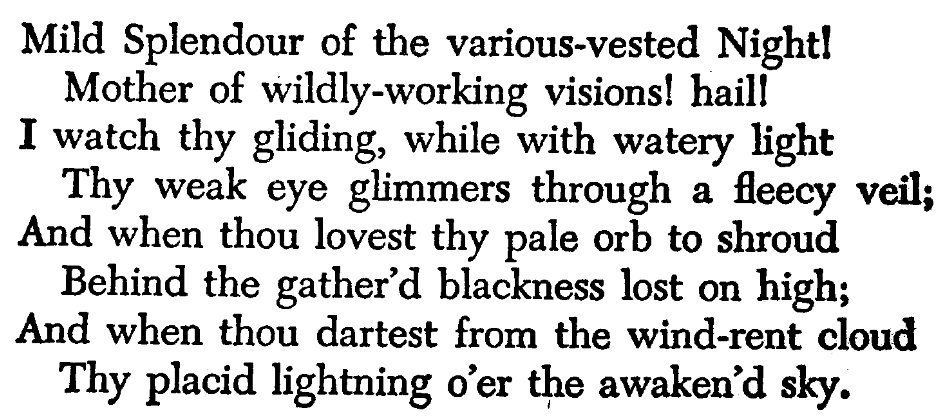 Mild Splendour of the various-vested Night!
Mother of wildly-working visions! hail!
I watch thy gliding, while with watery light
Thy weak eye glimmers through a fleecy veil;
And when thou lovest thy pale orb to shroud
Behind the gather'd blackness lost on high;
And when thou dartest from the wind-rent cloud
Thy placid lightning o'er the awaken'd sky.